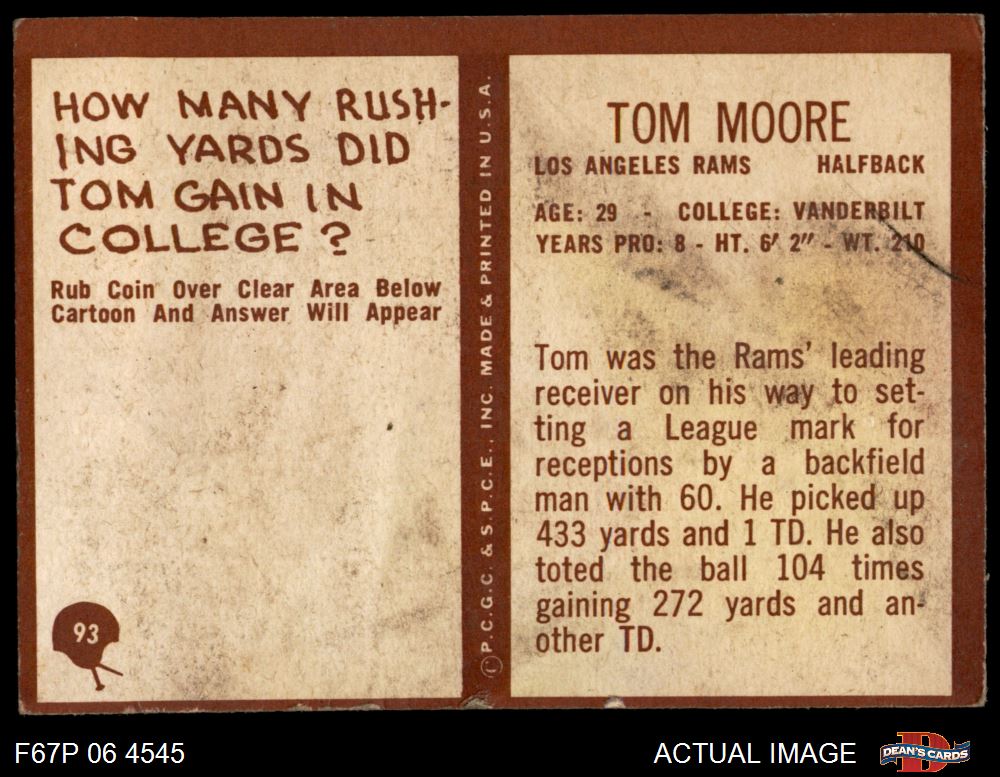 HOW MANY RUSH-
ING YARDS DID
TOM GAIN IN
COLLEGE?
Rub Coin Over Clear Area Below
Cartoon And Answer Will Appear
93
© P.C.G.C. & S.P.C.E., INC. MADE & PRINTED IN U.S.A.
TOM MOORE
LOS ANGELES RAMS HALFBACK
AGE: 29 - COLLEGE: VANDERBILT
YEARS PRO: 8 - HT. 6' 2" - WT. 210
Tom was the Rams' leading
receiver on his way to set-
ting a League mark for
receptions by a backfield
man with 60. He picked up
433 yards and 1 TD. He also
toted the ball 104 times
gaining 272 yards and an-
other TD.
F67P 06 4545
ACTUAL IMAGE
D
DEAN'S CARDS